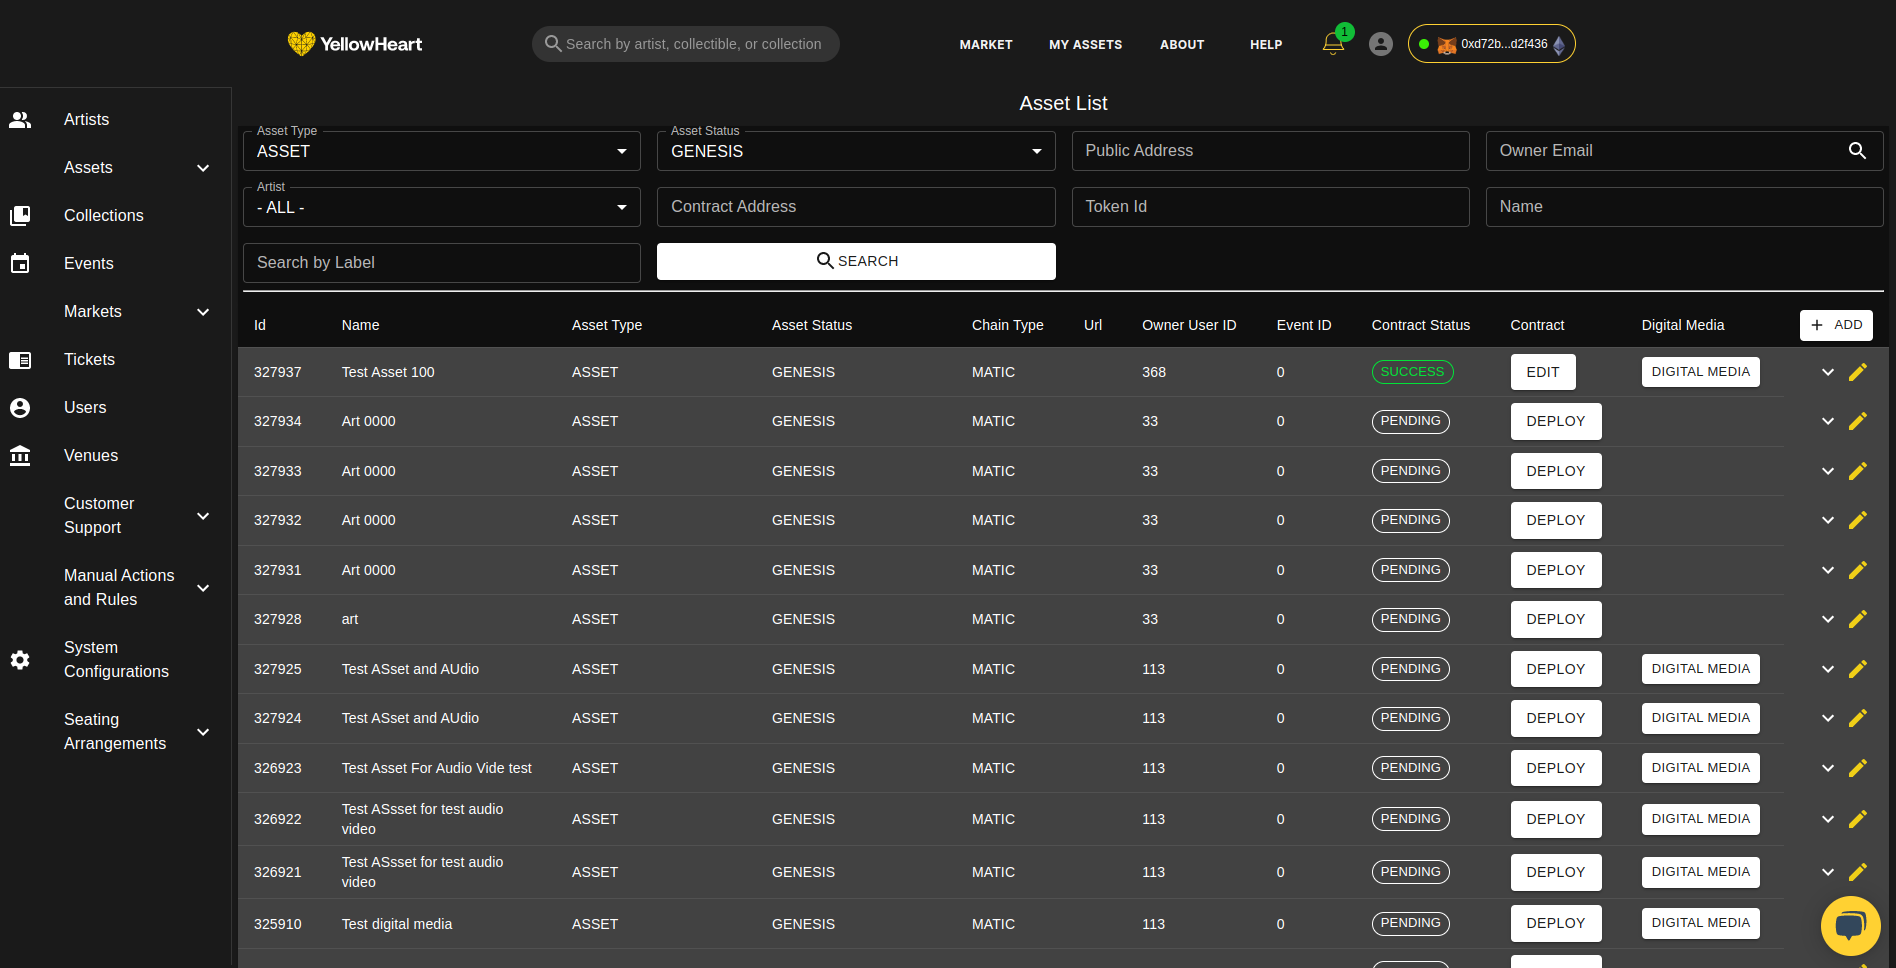 YellowHeart
Search by artist, collectible, or collection
MARKET MY ASSETS ABOUT HELP 1 0xd72b...d2f436
Artists
Assets
Collections
Events
Markets
Tickets
Users
Venues
Customer
Support
Manual Actions
and Rules
System
Configurations
Seating
Arrangements
Asset List
Asset Type Asset Status
ASSET GENESIS Public Address Owner Email
Artist
- ALL - Contract Address Token Id Name
Search by Label SEARCH
Id Name Asset Type Asset Status Chain Type Url Owner User ID Event ID Contract Status Contract Digital Media ADD
327937 Test Asset 100 ASSET GENESIS MATIC 368 0 SUCCESS EDIT DIGITAL MEDIA
327934 Art 0000 ASSET GENESIS MATIC 33 0 PENDING DEPLOY
327933 Art 0000 ASSET GENESIS MATIC 33 0 PENDING DEPLOY
327932 Art 0000 ASSET GENESIS MATIC 33 0 PENDING DEPLOY
327931 Art 0000 ASSET GENESIS MATIC 33 0 PENDING DEPLOY
327928 art ASSET GENESIS MATIC 33 0 PENDING DEPLOY
327925 Test ASset and AUdio ASSET GENESIS MATIC 113 0 PENDING DEPLOY DIGITAL MEDIA
327924 Test ASset and AUdio ASSET GENESIS MATIC 113 0 PENDING DEPLOY DIGITAL MEDIA
326923 Test Asset For Audio Vide test ASSET GENESIS MATIC 113 0 PENDING DEPLOY DIGITAL MEDIA
326922 Test ASsset for test audio
video ASSET GENESIS MATIC 113 0 PENDING DEPLOY DIGITAL MEDIA
326921 Test ASsset for test audio
video ASSET GENESIS MATIC 113 0 PENDING DEPLOY DIGITAL MEDIA
325910 Test digital media ASSET GENESIS MATIC 113 0 PENDING DEPLOY DIGITAL MEDIA